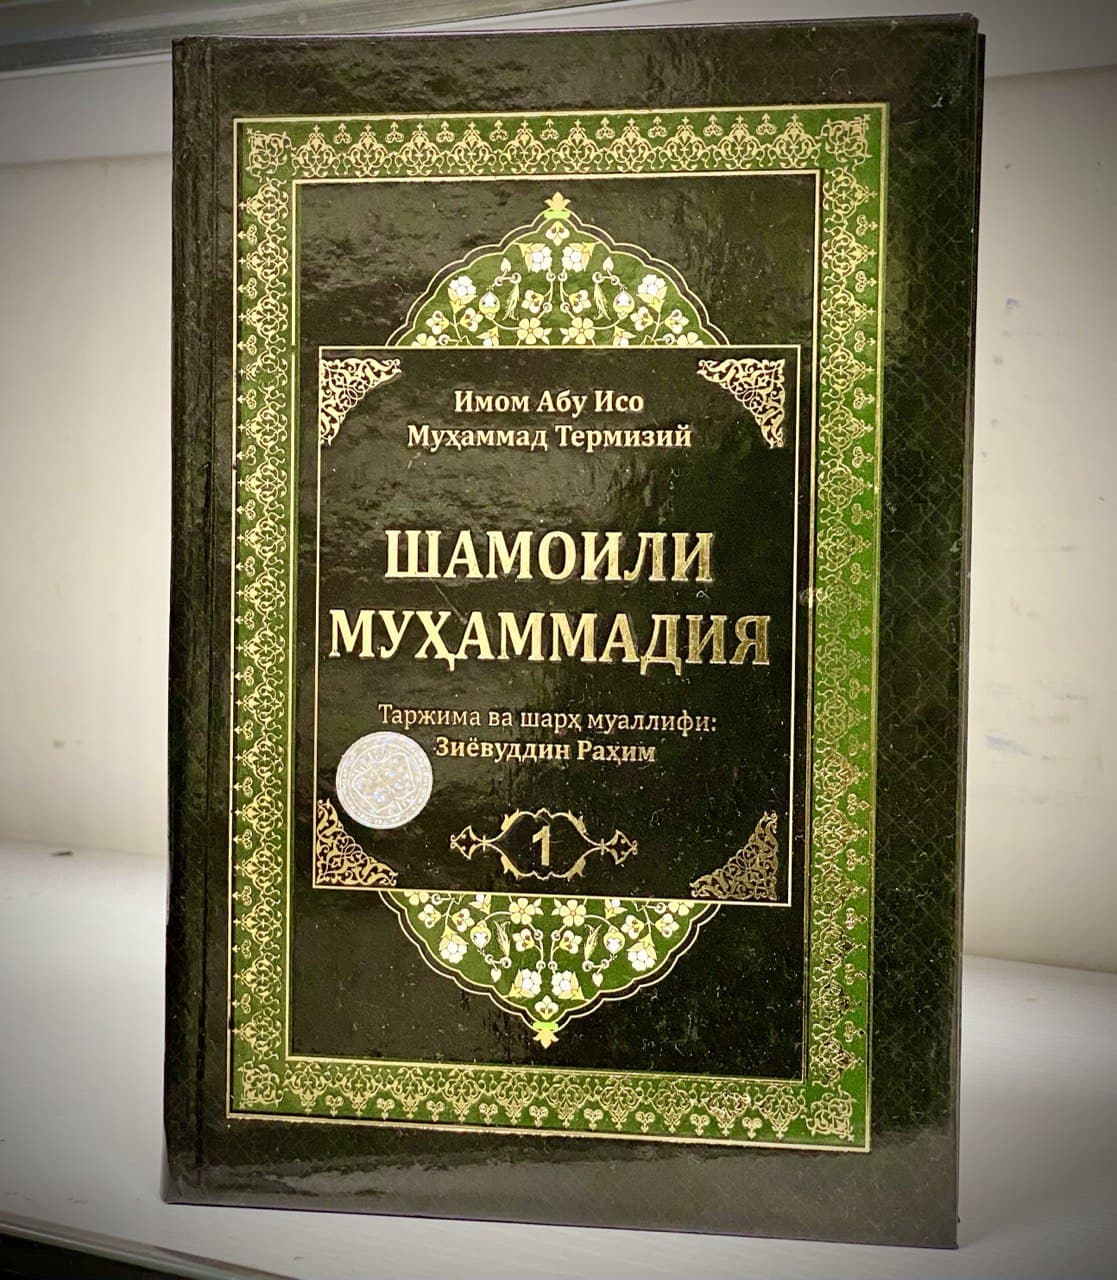 Имом Абу Исо
Муҳаммад Термизий
ШАМОИЛИ
МУҲАММАДИЯ
Таржима ва шарҳ муаллифи:
Зиёвуддин Раҳим
1